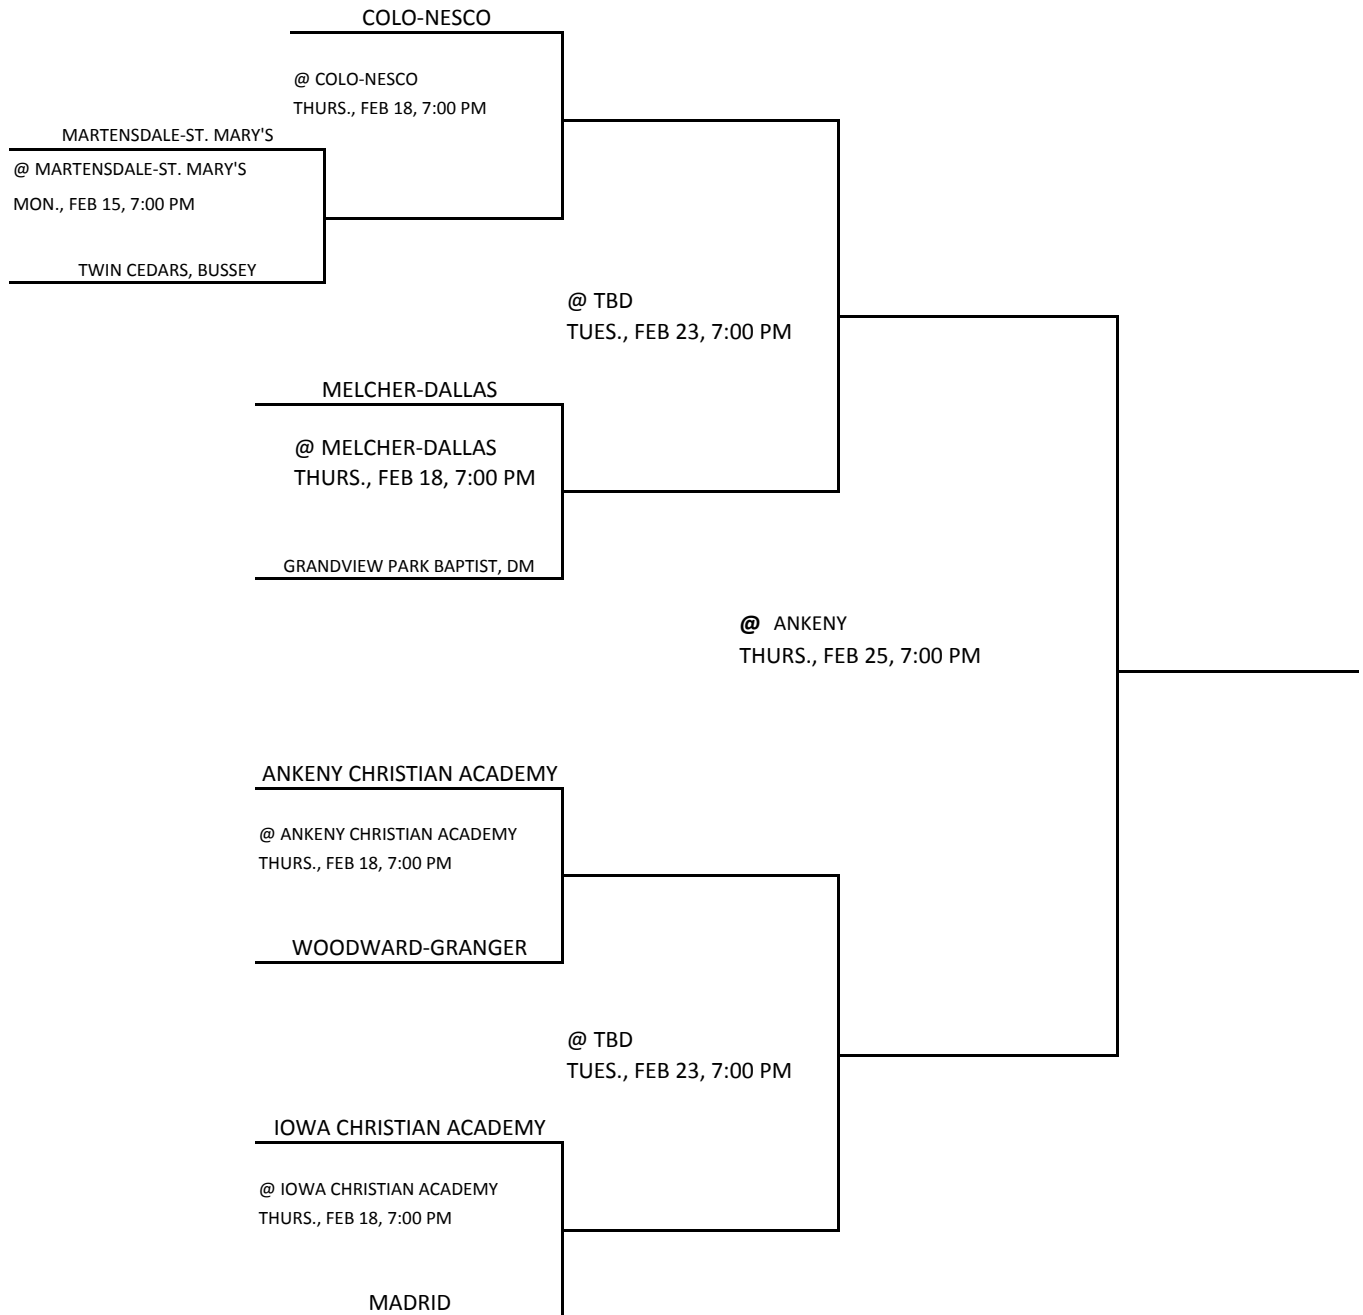 COLO-NESCO
@ COLO-NESCO
THURS., FEB 18, 7:00 PM
MARTENSDALE-ST. MARY'S
@ MARTENSDALE-ST. MARY'S
MON., FEB 15, 7:00 PM
TWIN CEDARS, BUSSEY
@ TBD
TUES., FEB 23, 7:00 PM
MELCHER-DALLAS
@ MELCHER-DALLAS
THURS., FEB 18, 7:00 PM
GRANDVIEW PARK BAPTIST, DM
@ ANKENY
THURS., FEB 25, 7:00 PM
ANKENY CHRISTIAN ACADEMY
@ ANKENY CHRISTIAN ACADEMY
THURS., FEB 18, 7:00 PM
WOODWARD-GRANGER
@ TBD
TUES., FEB 23, 7:00 PM
IOWA CHRISTIAN ACADEMY
@ IOWA CHRISTIAN ACADEMY
THURS., FEB 18, 7:00 PM
MADRID